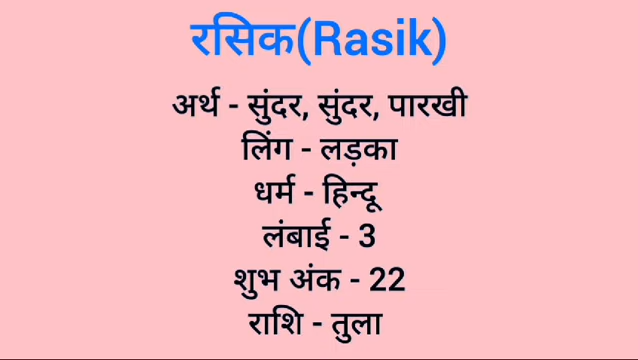 रसिक(Rasik)
अर्थ - सुंदर, सुंदर, पारखी
लिंग - लड़का
धर्म - हिन्दू
लंबाई - 3
शुभ अंक - 22
राशि - तुला